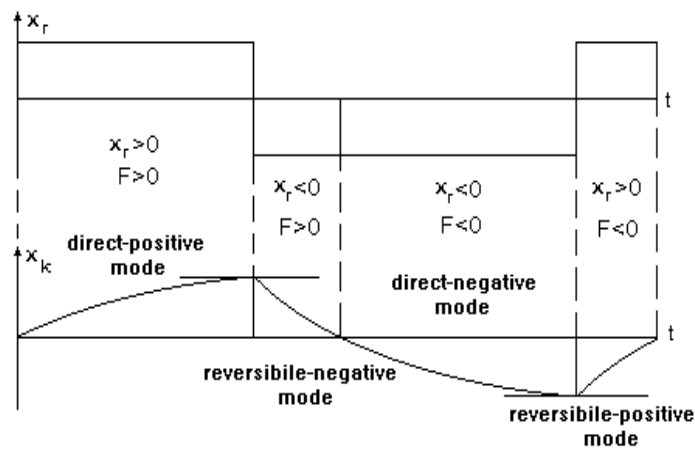 x_r
t
x_r>0
F>0
x_r<0
F>0
x_r<0
F<0
x_r>0
F<0
x_k
direct-positive
mode
direct-negative
mode
t
reversibile-negative
mode
reversibile-positive
mode